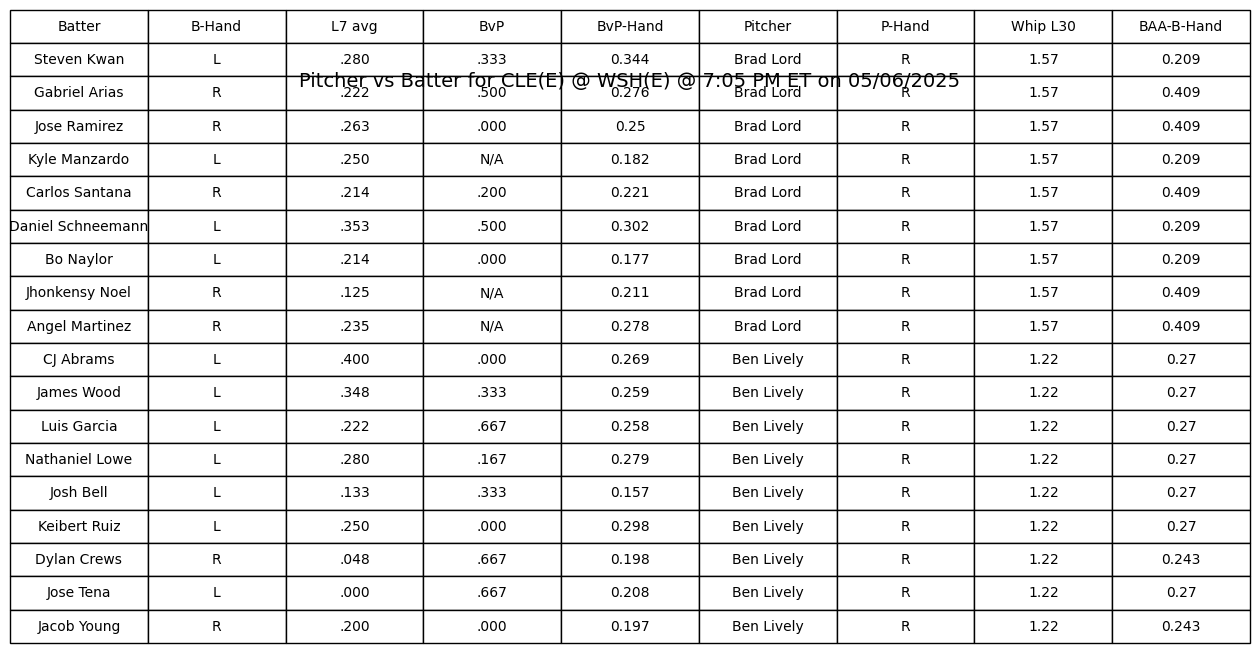 Batter B-Hand L7 avg BvP BvP-Hand Pitcher P-Hand Whip L30 BAA-B-Hand
Steven Kwan L .280 .333 0.344 Brad Lord R 1.57 0.209
Pitcher vs Batter for CLE(E) @ WSH(E) @ 7:05 PM ET on 05/06/2025
Gabriel Arias R .222 .500 0.276 Brad Lord R 1.57 0.409
Jose Ramirez R .263 .000 0.25 Brad Lord R 1.57 0.409
Kyle Manzardo L .250 N/A 0.182 Brad Lord R 1.57 0.209
Carlos Santana R .214 .200 0.221 Brad Lord R 1.57 0.409
Daniel Schneemann L .353 .500 0.302 Brad Lord R 1.57 0.209
Bo Naylor L .214 .000 0.177 Brad Lord R 1.57 0.209
Jhonkensy Noel R .125 N/A 0.211 Brad Lord R 1.57 0.409
Angel Martinez R .235 N/A 0.278 Brad Lord R 1.57 0.409
CJ Abrams L .400 .000 0.269 Ben Lively R 1.22 0.27
James Wood L .348 .333 0.259 Ben Lively R 1.22 0.27
Luis Garcia L .222 .667 0.258 Ben Lively R 1.22 0.27
Nathaniel Lowe L .280 .167 0.279 Ben Lively R 1.22 0.27
Josh Bell L .133 .333 0.157 Ben Lively R 1.22 0.27
Keibert Ruiz L .250 .000 0.298 Ben Lively R 1.22 0.27
Dylan Crews R .048 .667 0.198 Ben Lively R 1.22 0.243
Jose Tena L .000 .667 0.208 Ben Lively R 1.22 0.27
Jacob Young R .200 .000 0.197 Ben Lively R 1.22 0.243